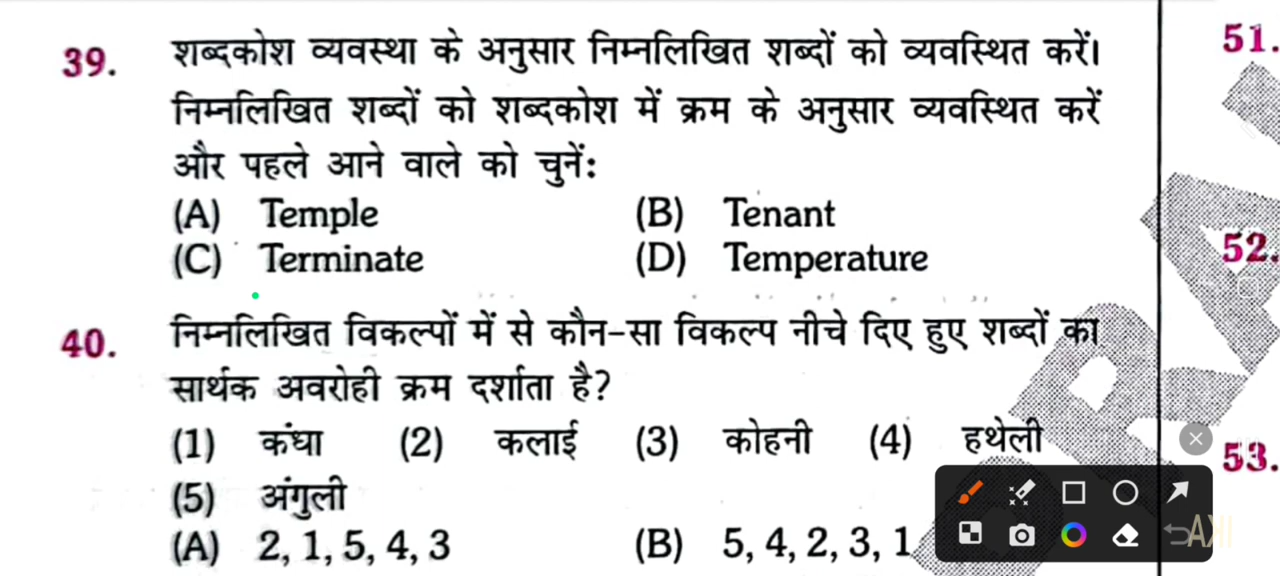 51.
39. शब्दकोश व्यवस्था के अनुसार निम्नलिखित शब्दों को व्यवस्थित करें।
निम्नलिखित शब्दों को शब्दकोश में क्रम के अनुसार व्यवस्थित करें
और पहले आने वाले को चुनें:
(A) Temple (B) Tenant
(C) Terminate (D) Temperature
52.
40. निम्नलिखित विकल्पों में से कौन-सा विकल्प नीचे दिए हुए शब्दों का
सार्थक अवरोही क्रम दर्शाता है?
(1) कंधा (2) कलाई (3) कोहनी (4) हथेली
53.
(5) अंगुली
(A) 2, 1, 5, 4, 3 (B) 5, 4, 2, 3, 1